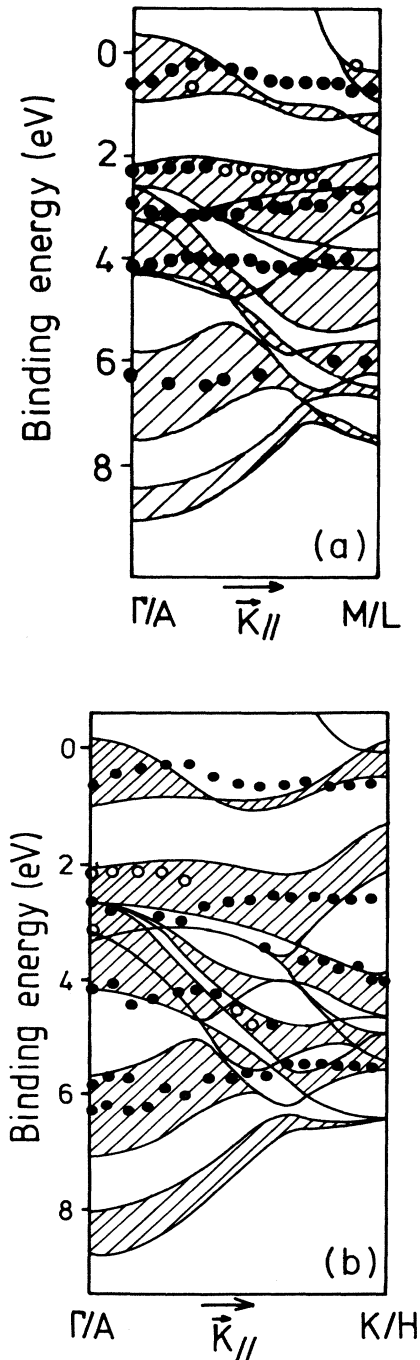 Binding energy (eV)
0
2
4
6
8
(a)
Γ/A
K//
M/L
Binding energy (eV)
0
2
4
6
8
(b)
Γ/A
K//
K/H